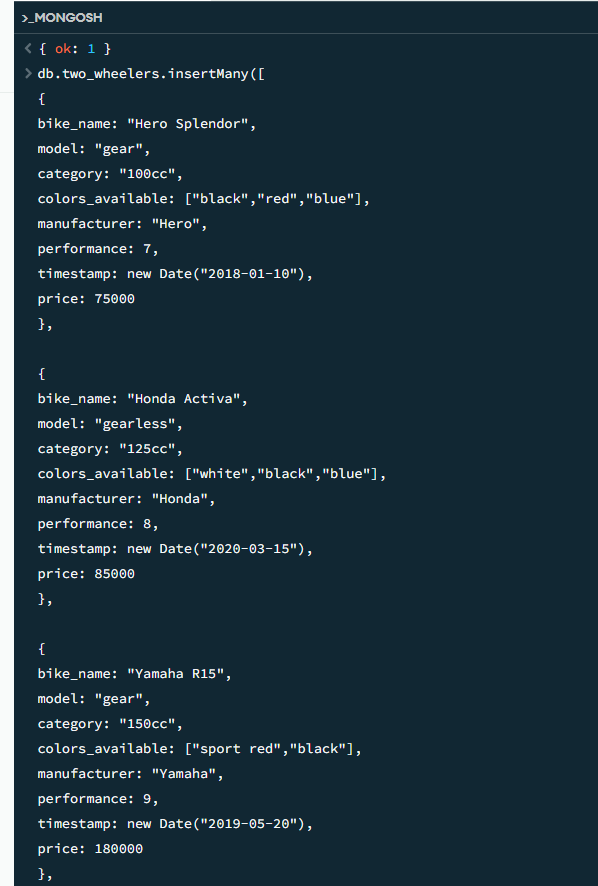 >_MONGOSH
< { ok: 1 }
> db.two_wheelers.insertMany([
{
bike_name: "Hero Splendor",
model: "gear",
category: "100cc",
colors_available: ["black","red","blue"],
manufacturer: "Hero",
performance: 7,
timestamp: new Date("2018-01-10"),
price: 75000
},
{
bike_name: "Honda Activa",
model: "gearless",
category: "125cc",
colors_available: ["white","black","blue"],
manufacturer: "Honda",
performance: 8,
timestamp: new Date("2020-03-15"),
price: 85000
},
{
bike_name: "Yamaha R15",
model: "gear",
category: "150cc",
colors_available: ["sport red","black"],
manufacturer: "Yamaha",
performance: 9,
timestamp: new Date("2019-05-20"),
price: 180000
},